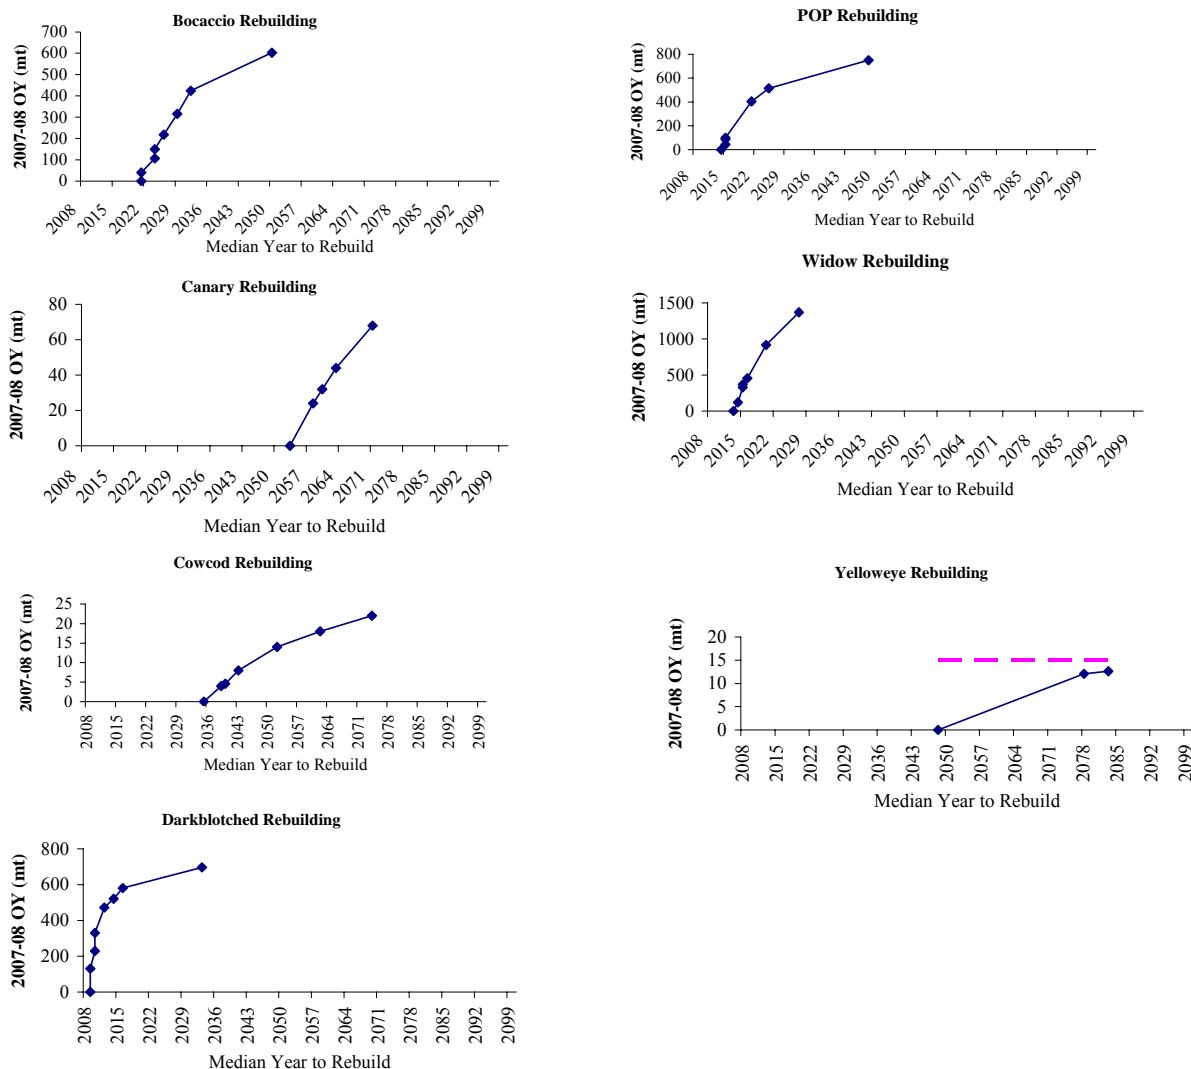 Bocaccio Rebuilding
2007-08 OY (mt)
700
600
500
400
300
200
100
0
2008 2015 2022 2029 2036 2043 2050 2057 2064 2071 2078 2085 2092 2099
Median Year to Rebuild
POP Rebuilding
2007-08 OY (mt)
800
600
400
200
0
2008 2015 2022 2029 2036 2043 2050 2057 2064 2071 2078 2085 2092 2099
Median Year to Rebuild
Canary Rebuilding
2007-08 OY (mt)
80
60
40
20
0
2008 2015 2022 2029 2036 2043 2050 2057 2064 2071 2078 2085 2092 2099
Median Year to Rebuild
Widow Rebuilding
2007-08 OY (mt)
1500
1000
500
0
2008 2015 2022 2029 2036 2043 2050 2057 2064 2071 2078 2085 2092 2099
Median Year to Rebuild
Cowcod Rebuilding
2007-08 OY (mt)
25
20
15
10
5
0
2008 2015 2022 2029 2036 2043 2050 2057 2064 2071 2078 2085 2092 2099
Median Year to Rebuild
Yelloweye Rebuilding
2007-08 OY (mt)
20
15
10
5
0
2008 2015 2022 2029 2036 2043 2050 2057 2064 2071 2078 2085 2092 2099
Median Year to Rebuild
Darkblotched Rebuilding
2007-08 OY (mt)
800
600
400
200
0
2008 2015 2022 2029 2036 2043 2050 2057 2064 2071 2078 2085 2092 2099
Median Year to Rebuild